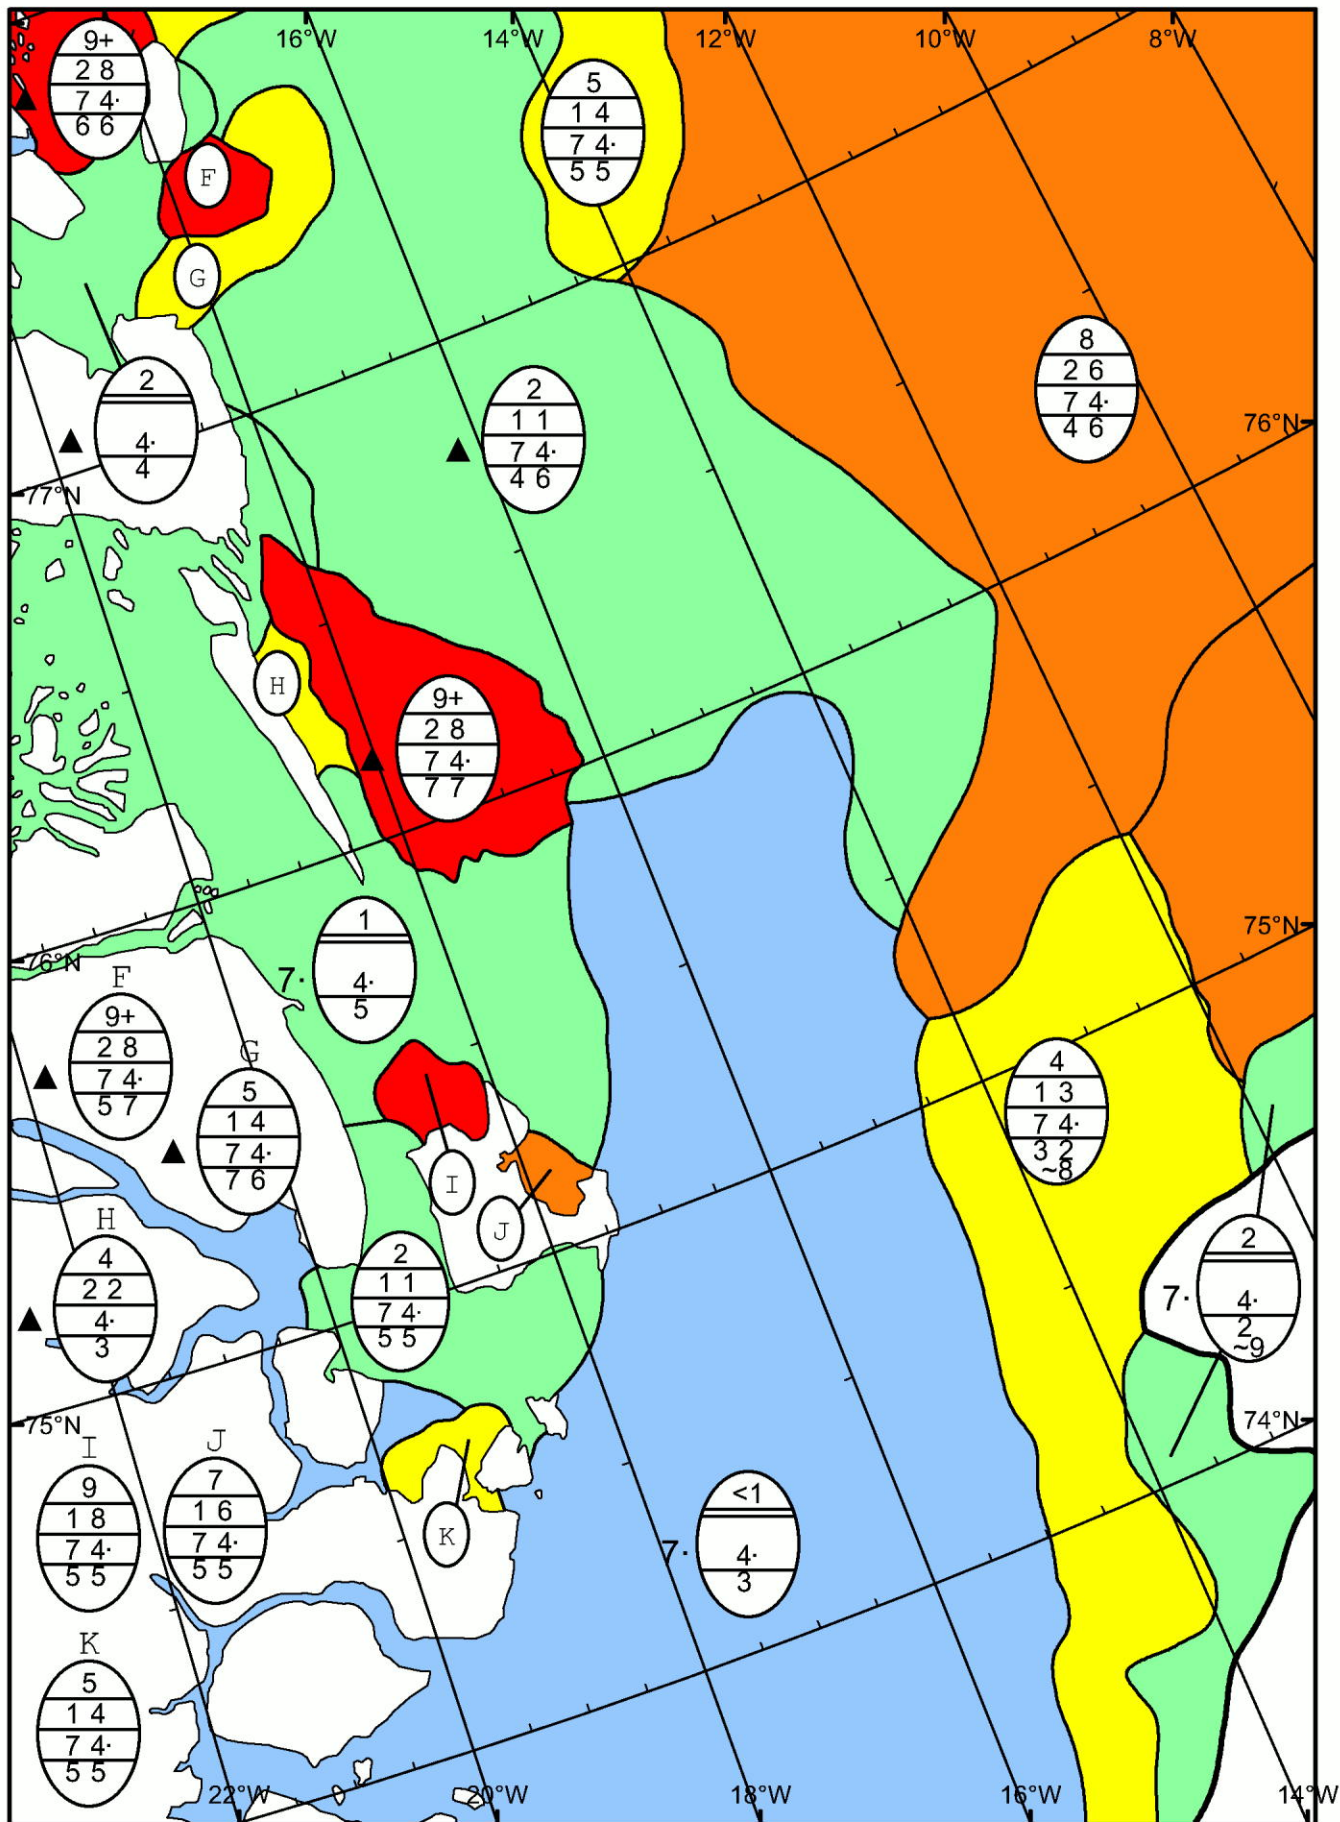 16°W
14°W
12°W
10°W
8°W
9+
2 8
7 4·
6 6
5
1 4
7 4·
5 5
F
G
8
2 6
7 4·
4 6
76°N
2
4·
4
2
1 1
7 4·
4 6
77°N
H
9+
2 8
7 4·
7 7
1
7·
4·
5
75°N
76°N
F
9+
2 8
7 4·
5 7
G
5
1 4
7 4·
7 6
4
1 3
7 4·
3 2
~8
I
J
H
4
2 2
4·
3
2
1 1
7 4·
5 5
2
7·
4·
2
~9
74°N
75°N
I
9
1 8
7 4·
5 5
J
7
1 6
7 4·
5 5
K
<1
7·
4·
3
K
5
1 4
7 4·
5 5
22°W
20°W
18°W
16°W
14°W